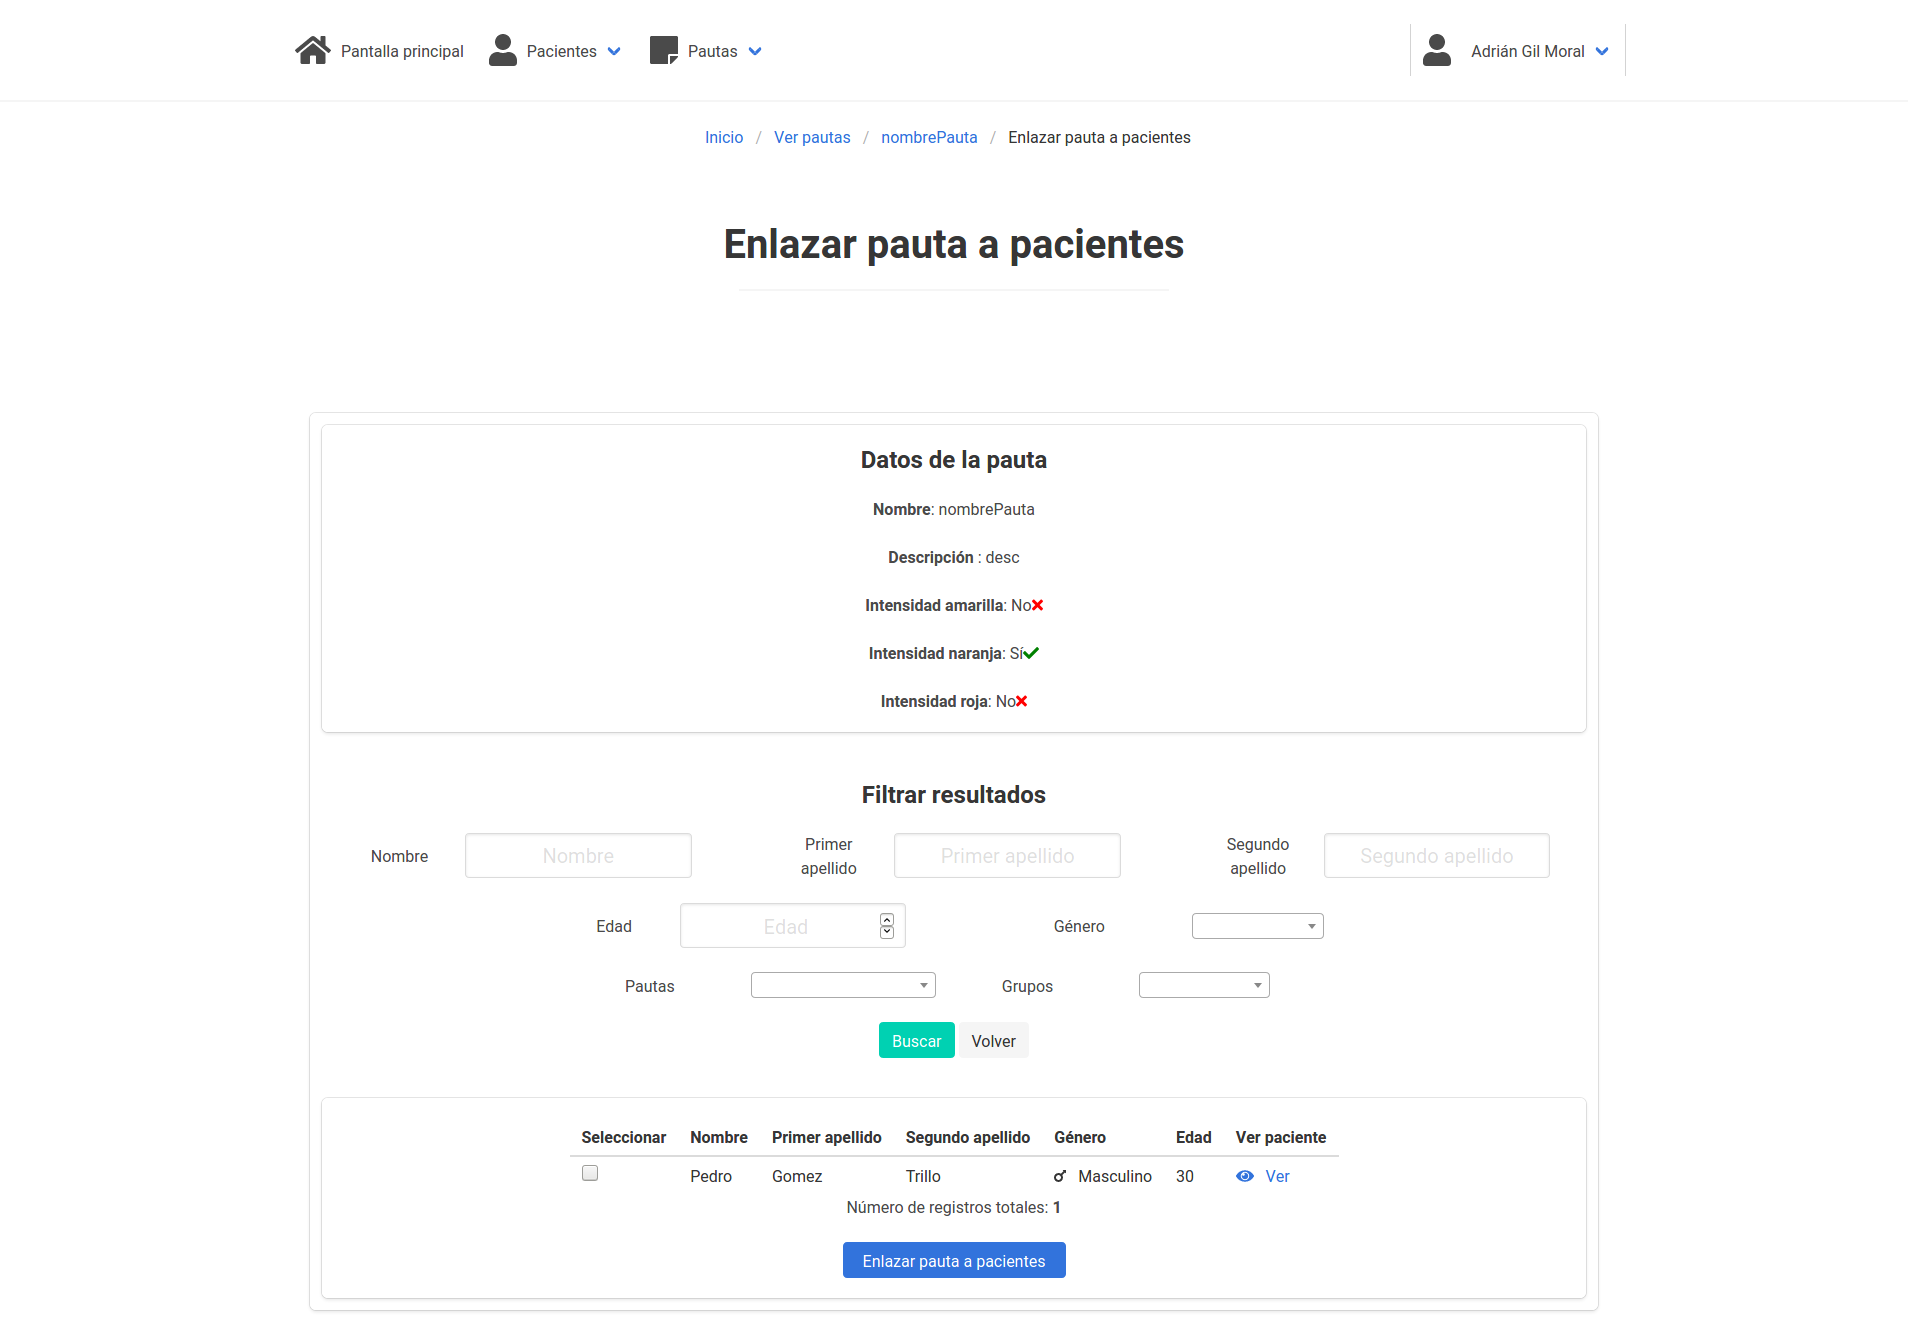 Pantalla principal Pacientes Pautas Adrián Gil Moral
Inicio / Ver pautas / nombrePauta / Enlazar pauta a pacientes
Enlazar pauta a pacientes
Datos de la pauta
Nombre: nombrePauta
Descripción : desc
Intensidad amarilla: No
Intensidad naranja: Sí
Intensidad roja: No
Filtrar resultados
Nombre Nombre Primer apellido Primer apellido Segundo apellido Segundo apellido
Edad Edad Género
Pautas Grupos
Buscar Volver
Seleccionar Nombre Primer apellido Segundo apellido Género Edad Ver paciente
Pedro Gomez Trillo Masculino 30 Ver
Número de registros totales: 1
Enlazar pauta a pacientes